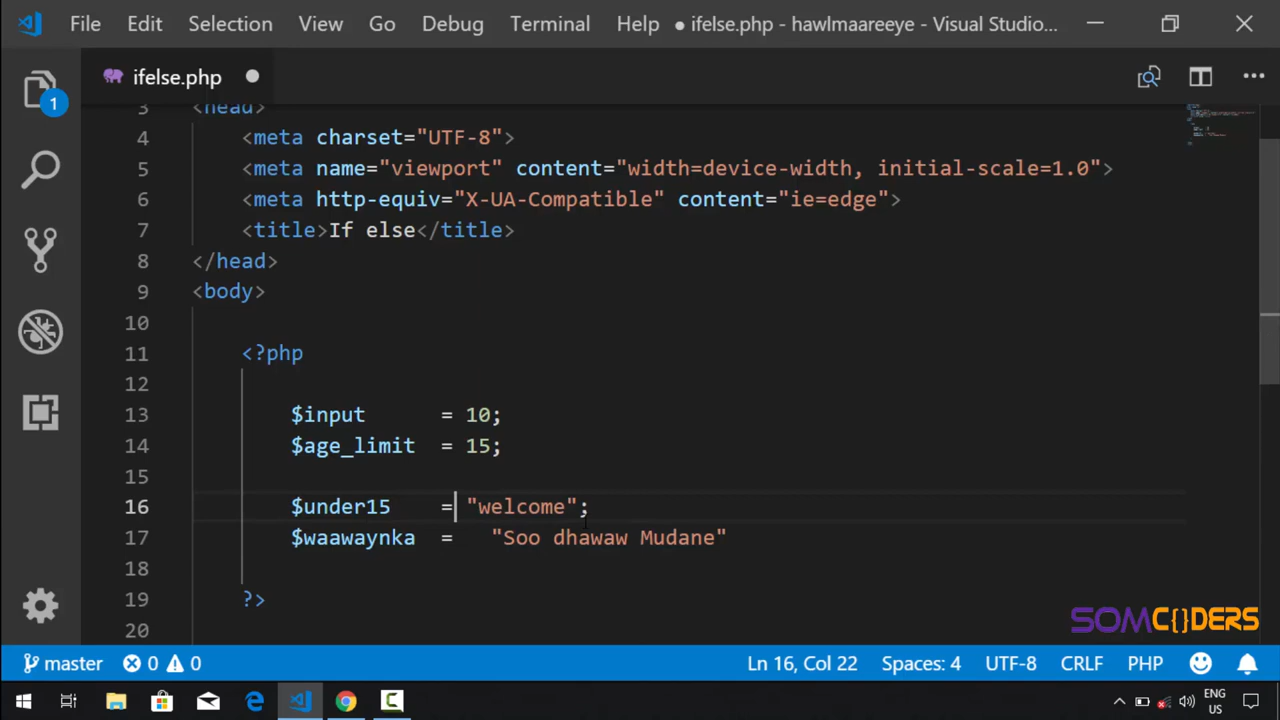 File Edit Selection View Go Debug Terminal Help ● ifelse.php - hawlmaareeye - Visual Studio...
1
ifelse.php
3 <head>
4 <meta charset="UTF-8">
5 <meta name="viewport" content="width=device-width, initial-scale=1.0">
6 <meta http-equiv="X-UA-Compatible" content="ie=edge">
7 <title>If else</title>
8 </head>
9 <body>
10
11 <?php
12
13 $input = 10;
14 $age_limit = 15;
15
16 $under15 = "welcome";
17 $waawaynka = "Soo dhawaw Mudane"
18
19 ?>
20
SOMC{}DERS
master 0 0 Ln 16, Col 22 Spaces: 4 UTF-8 CRLF PHP
ENG
US